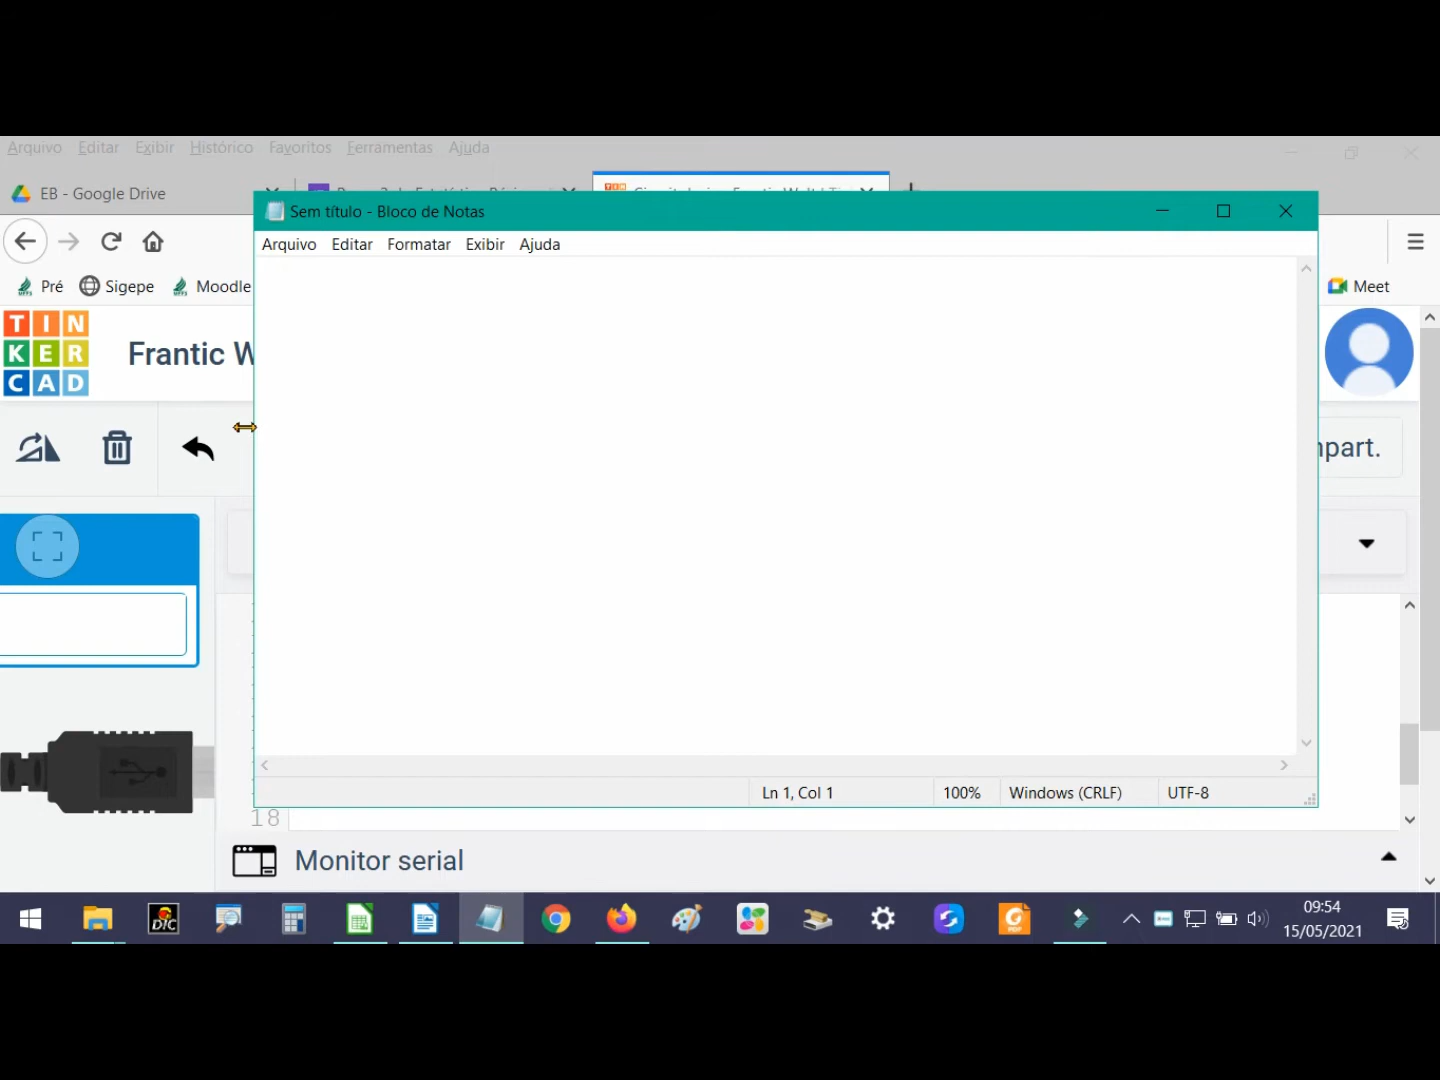 Arquivo Editar Exibir Histórico Favoritos Ferramentas Ajuda
EB - Google Drive
Sem título - Bloco de Notas
Arquivo Editar Formatar Exibir Ajuda
Pré Sigepe Moodle
Meet
TIN
KER
CAD
Frantic
Ln 1, Col 1 100% Windows (CRLF) UTF-8
18
Monitor serial
DIC
09:54
15/05/2021